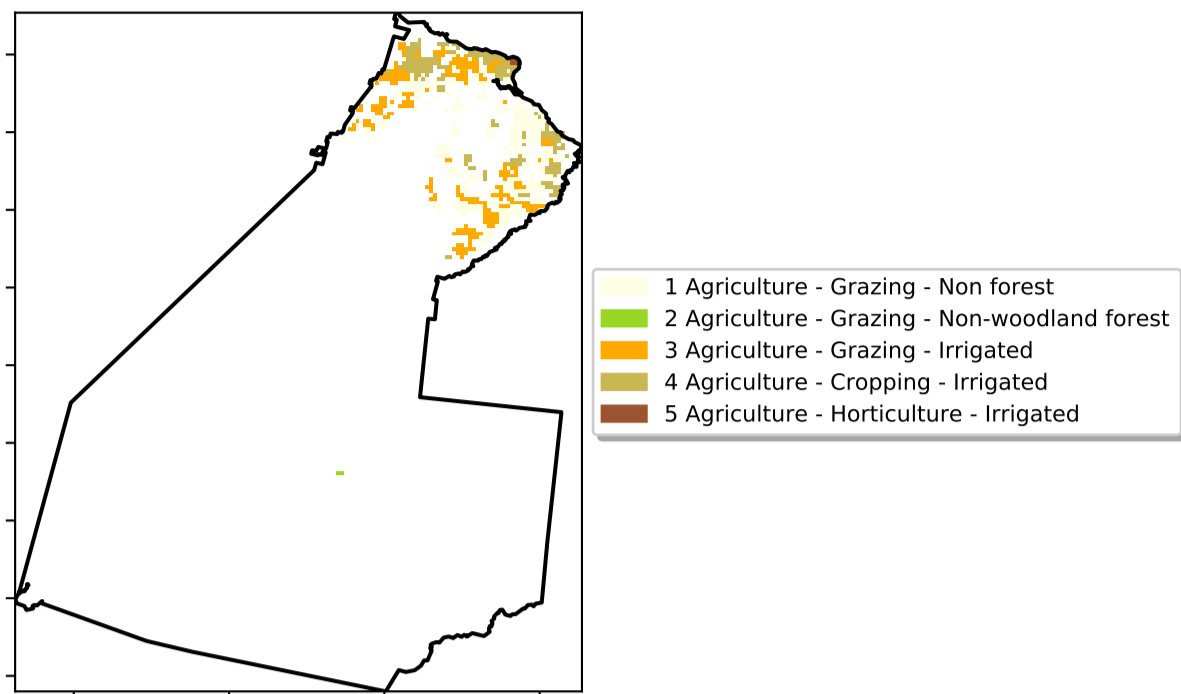 1 Agriculture - Grazing - Non forest
2 Agriculture - Grazing - Non-woodland forest
3 Agriculture - Grazing - Irrigated
4 Agriculture - Cropping - Irrigated
5 Agriculture - Horticulture - Irrigated